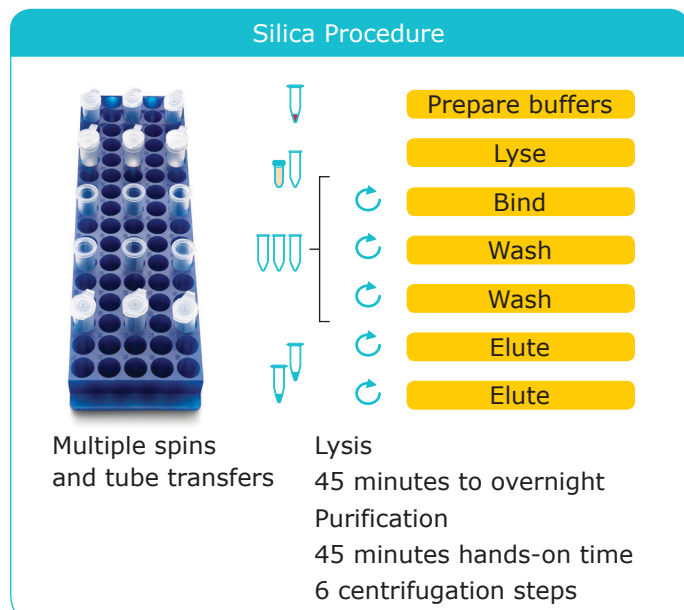 Silica Procedure
Prepare buffers
Lyse
Bind
Wash
Wash
Elute
Elute
Multiple spins
and tube transfers
Lysis
45 minutes to overnight
Purification
45 minutes hands-on time
6 centrifugation steps